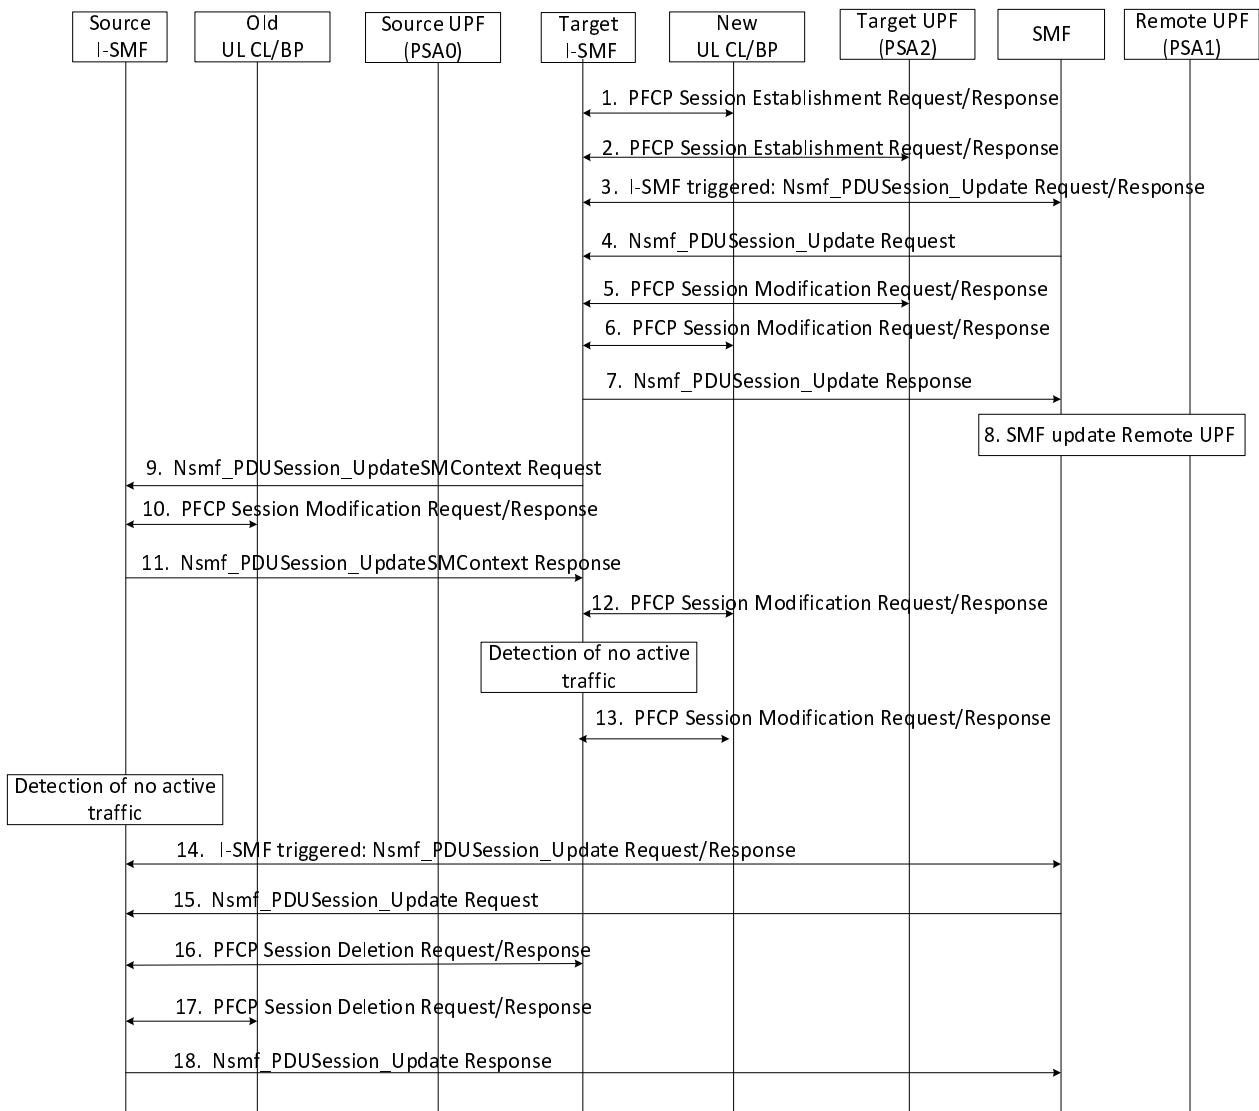 Source
I-SMF
Old
UL CL/BP
Source UPF
(PSA0)
Target
I-SMF
New
UL CL/BP
Target UPF
(PSA2)
SMF
Remote UPF
(PSA1)
1. PFCP Session Establishment Request/Response
2. PFCP Session Establishment Request/Response
3. I-SMF triggered: Nsmf_PDUSession_Update Request/Response
4. Nsmf_PDUSession_Update Request
5. PFCP Session Modification Request/Response
6. PFCP Session Modification Request/Response
7. Nsmf_PDUSession_Update Response
8. SMF update Remote UPF
9. Nsmf_PDUSession_UpdateSMContext Request
10. PFCP Session Modification Request/Response
11. Nsmf_PDUSession_UpdateSMContext Response
12. PFCP Session Modification Request/Response
Detection of no active
traffic
13. PFCP Session Modification Request/Response
Detection of no active
traffic
14. I-SMF triggered: Nsmf_PDUSession_Update Request/Response
15. Nsmf_PDUSession_Update Request
16. PFCP Session Deletion Request/Response
17. PFCP Session Deletion Request/Response
18. Nsmf_PDUSession_Update Response